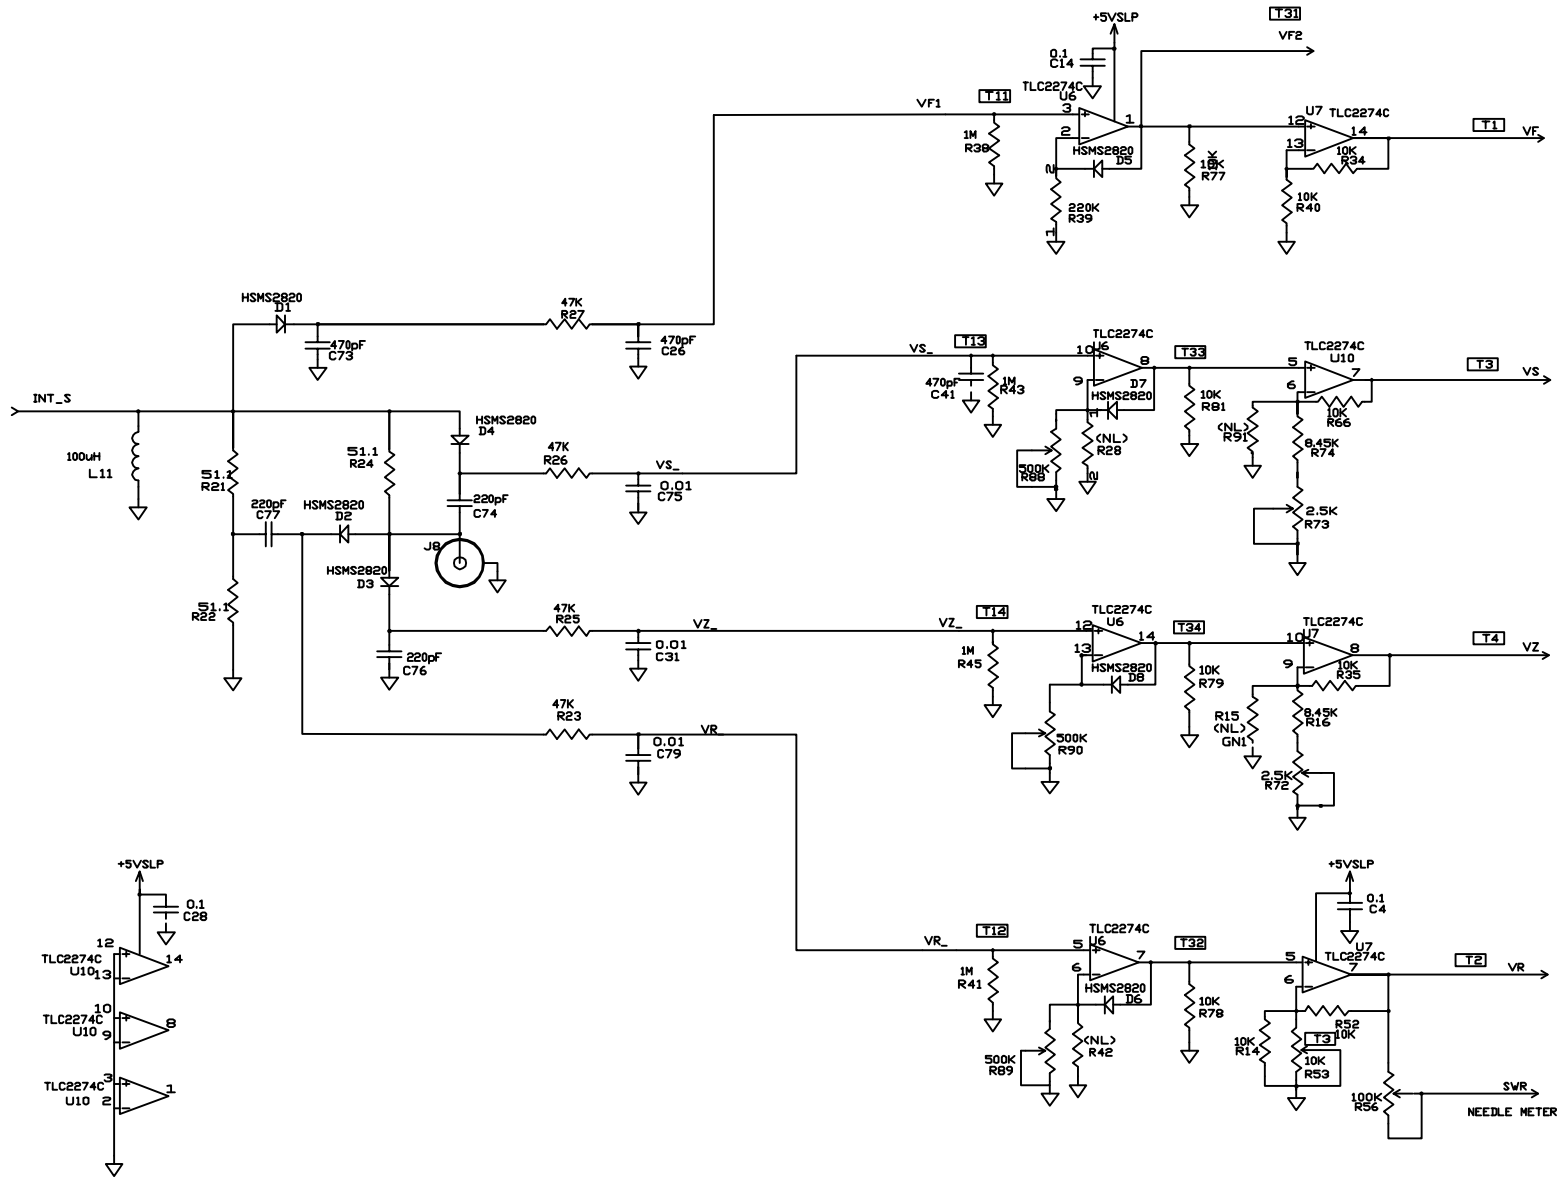 +5VSLP
T31
VF2
0.1
C14
TLC2274C
U6
VF1
T11
3
2
1
1M
R38
HSMS2820
D5
2
220K
R39
1
R77
U7 TLC2274C
12
13
14
10K
R34
10K
R40
T1
VF
HSMS2820
D1
470pF
C73
47K
R27
470pF
C26
INT_S
100uH
L11
51.1
R21
51.1
R24
HSMS2820
D4
220pF
C74
47K
R26
VS_
0.01
C75
VS_
T13
470pF
C41
1M
R43
TLC2274C
U6
10
9
8
D7
HSMS2820
1
(NL)
R28
2
500K
R88
T33
10K
R81
TLC2274C
U10
5
6
7
10K
R66
(NL)
R91
8.45K
R74
2.5K
R73
T3
VS
220pF
C77
HSMS2820
D2
J8
HSMS2820
D3
51.1
R22
220pF
C76
47K
R25
VZ_
0.01
C31
VZ_
T14
1M
R45
TLC2274C
U6
12
13
14
HSMS2820
D8
500K
R90
T34
10K
R79
TLC2274C
U7
10
9
8
10K
R35
R15
(NL)
GN1
8.45K
R16
2.5K
R72
T4
VZ
47K
R23
VR_
0.01
C79
+5VSLP
0.1
C28
12
TLC2274C
U10
13
14
10
TLC2274C
U10
9
8
3
TLC2274C
U10
2
1
VR_
T12
1M
R41
TLC2274C
U6
5
6
7
HSMS2820
D6
500K
R89
(NL)
R42
T32
10K
R78
+5VSLP
0.1
C4
U7
TLC2274C
5
6
7
R52
10K
10K
R14
T3
10K
R53
T2
VR
100K
R56
SWR
NEEDLE METER